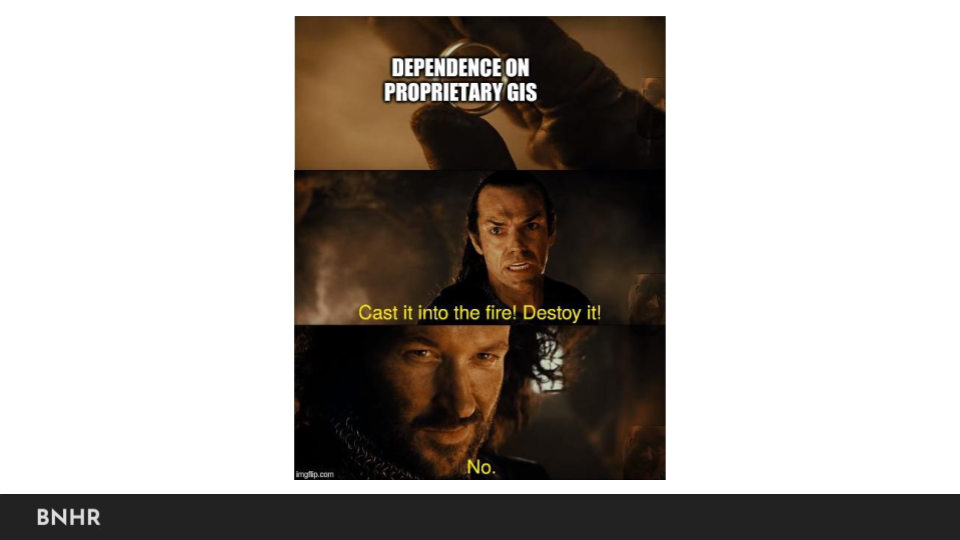 DEPENDENCE ON
PROPRIETARY GIS
Cast it into the fire! Destoy it!
No.
imgflip.com
BNHR